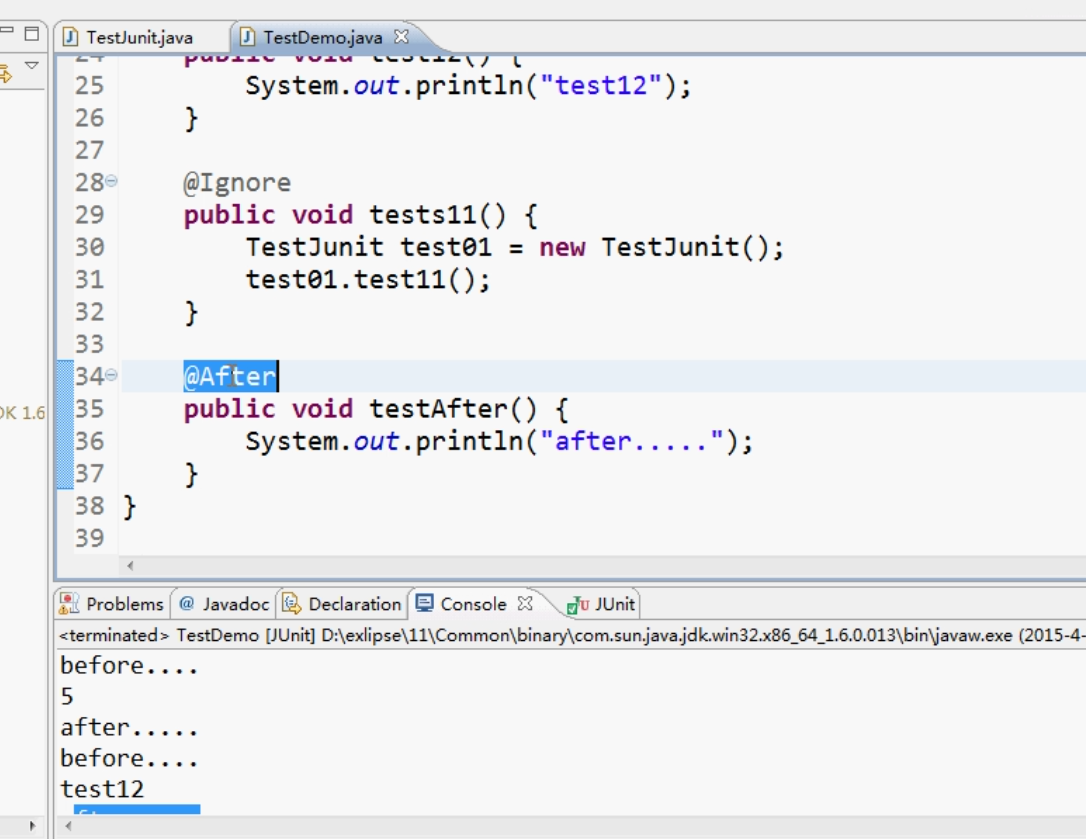 TestJunit.java TestDemo.java
24 public void test12() {
25 System.out.println("test12");
26 }
27
28 @Ignore
29 public void tests11() {
30 TestJunit test01 = new TestJunit();
31 test01.test11();
32 }
33
34 @After
35 public void testAfter() {
36 System.out.println("after.....");
37 }
38 }
39
DK 1.6
Problems @ Javadoc Declaration Console JUnit
<terminated> TestDemo [JUnit] D:\exlipse\11\Common\binary\com.sun.java.jdk.win32.x86_64_1.6.0.013\bin\javaw.exe (2015-4-
before....
5
after.....
before....
test12